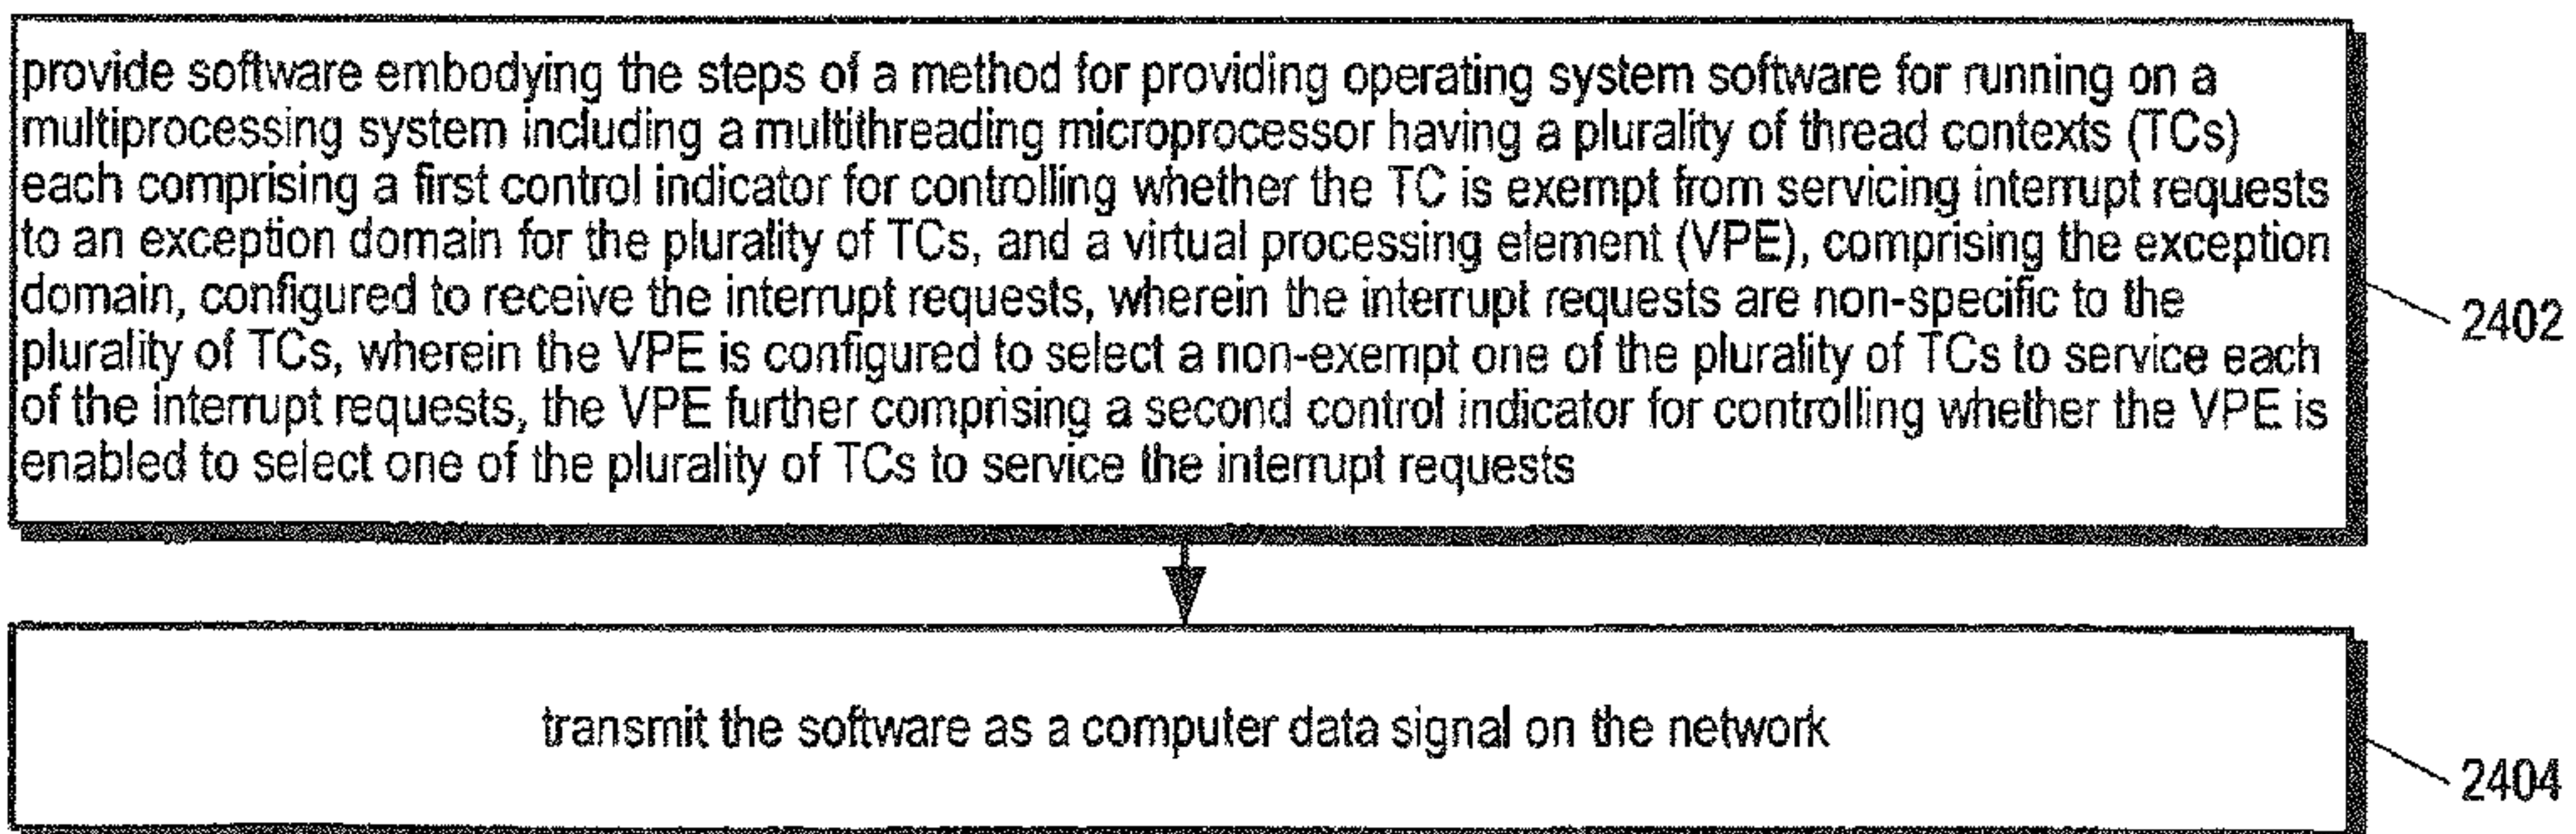 provide software embodying the steps of a method for providing operating system software for running on a
multiprocessing system including a multithreading microprocessor having a plurality of thread contexts (TCs)
each comprising a first control indicator for controlling whether the TC is exempt from servicing interrupt requests
to an exception domain for the plurality of TCs, and a virtual processing element (VPE), comprising the exception
domain, configured to receive the interrupt requests, wherein the interrupt requests are non-specific to the
plurality of TCs, wherein the VPE is configured to select a non-exempt one of the plurality of TCs to service each
of the interrupt requests, the VPE further comprising a second control indicator for controlling whether the VPE is
enabled to select one of the plurality of TCs to service the interrupt requests
2402
transmit the software as a computer data signal on the network
2404